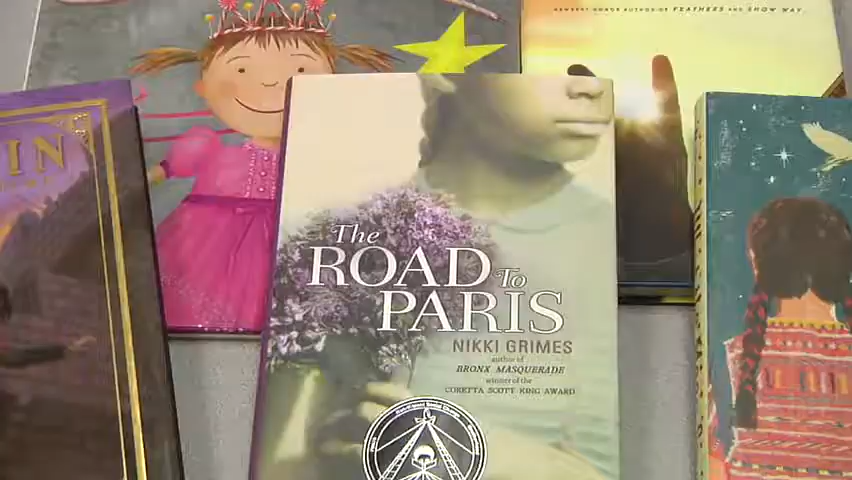 NEWBERY HONOR AUTHOR OF FEATHERS AND SHOW WAY
IN
The
ROAD To
PARIS
NIKKI GRIMES
author of
BRONX MASQUERADE
winner of the
CORETTA SCOTT KING AWARD